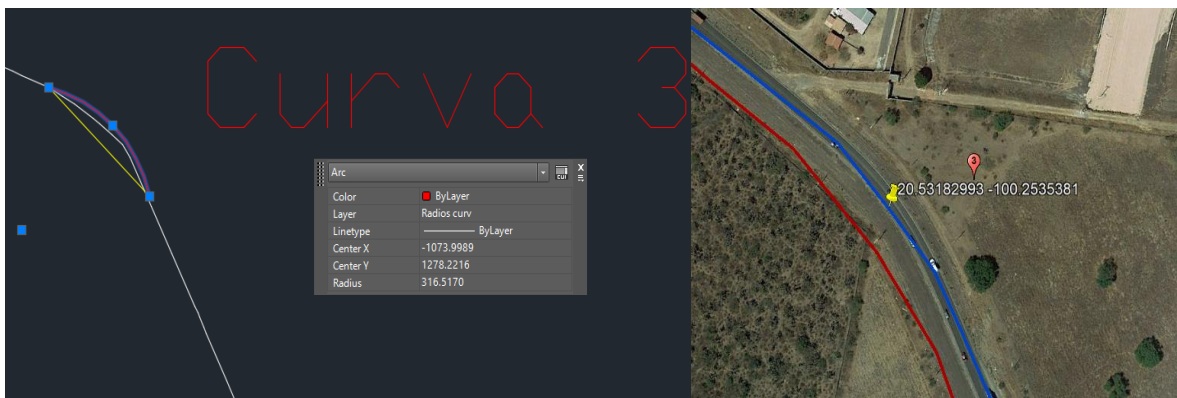 Curva 3
Arc
CUI
Color ByLayer
Layer Radios curv
Linetype ByLayer
Center X -1073.9989
Center Y 1278.2216
Radius 316.5170
3
20.53182993 -100.2535381